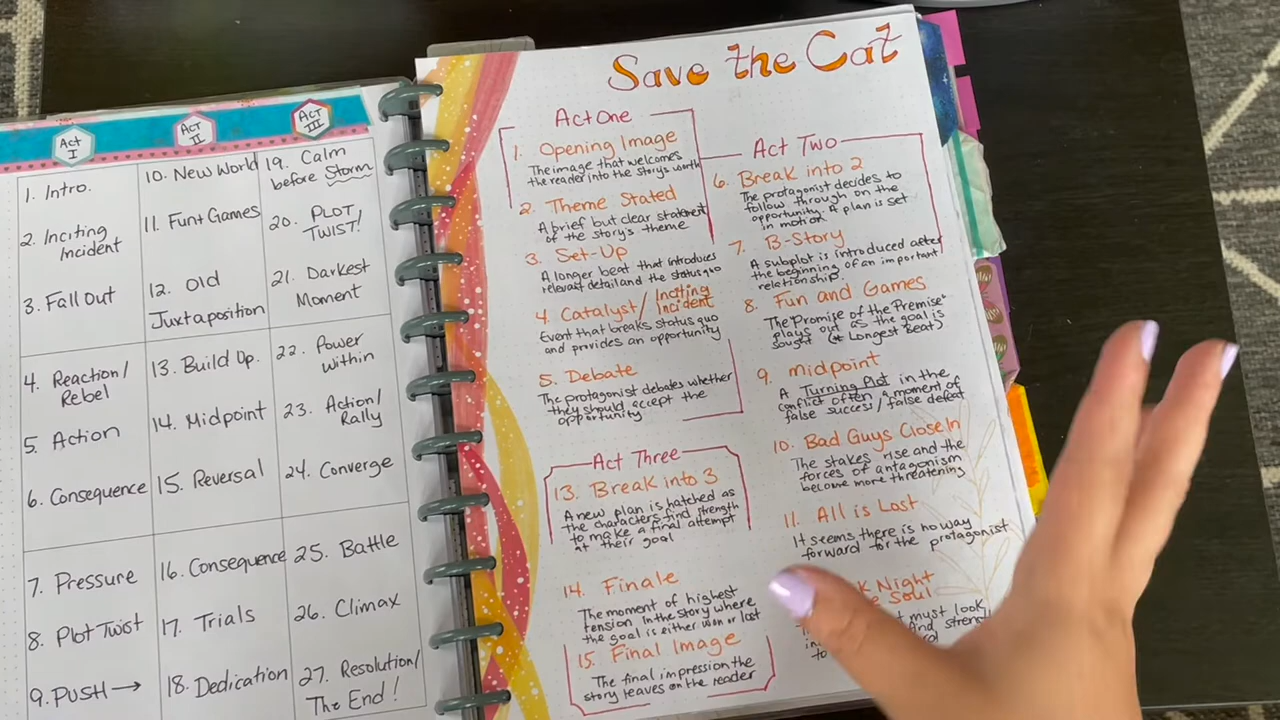 Act I
Act II
Act III
1. Intro.
2. Inciting
Incident
3. Fall Out
4. Reaction/
Rebel
5. Action
6. Consequence
7. Pressure
8. Plot Twist
9. PUSH →
10. New World
11. Fun + Games
12. Old
Juxtaposition
13. Build Up.
14. Midpoint
15. Reversal
16. Consequence
17. Trials
18. Dedication
19. Calm
before Storm
20. PLOT
TWIST!
21. Darkest
Moment
22. Power
within
23. Action/
Rally
24. Converge
25. Battle
26. Climax
27. Resolution/
The End!
Save the Cat
Act One
1. Opening Image
The image that welcomes
the reader into the storys world
2. Theme Stated
A brief but clear statement
of the story's theme
3. Set-Up
A longer beat that introduces
relevant detail and the status quo
4. Catalyst/Inciting
Incident
Event that breaks status quo
and provides an opportunity
5. Debate
The protagonist debates whether
they should accept the
opportunity
Act Two
6. Break into 2
The protagonist decides to
follow through on the
opportunity. A plan is set
in motion
7. B-Story
A subplot is introduced after
the beginning of an important
relationship.
8. Fun and Games
The "Promise of the Premise"
plays out as the goal is
sought (* Longest Beat)
9. midpoint
A Turning Plot in the
conflict often a moment of
false success/false defeat
10. Bad Guys Close In
The stakes rise and the
forces of antagonism
become more threatening
11. All is Lost
It seems there is no way
forward for the protagonist
Night
Soul
must look
And
to
Act Three
13. Break into 3
A new plan is hatched as
the characters find strength
to make a final attempt
at their goal
14. Finale
The moment of highest
tension in the story where
the goal is either won or lost
15. Final Image
The final impression the
story leaves on the reader